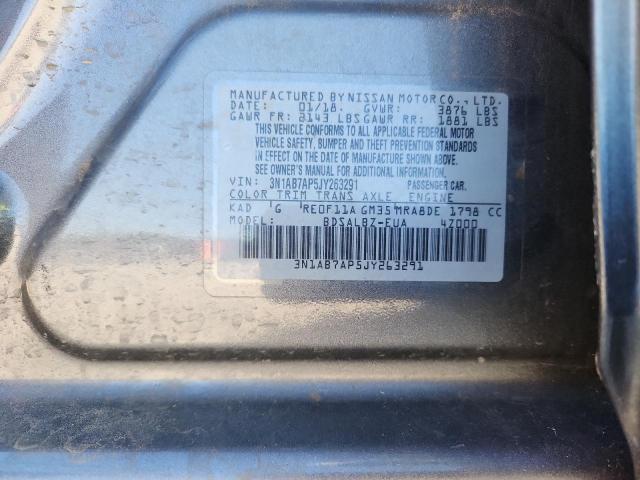 MANUFACTURED BY NISSAN MOTOR CO., LTD.
DATE: 01/18. GVWR: 3876 LBS
GAWR FR: 2143 LBS GAWR RR: 1881 LBS
THIS VEHICLE CONFORMS TO ALL APPLICABLE FEDERAL MOTOR
VEHICLE SAFETY, BUMPER AND THEFT PREVENTION STANDARDS
IN EFFECT ON THE DATE OF MANUFACTURE SHOWN ABOVE.
SEE OWNER'S MANUAL FOR ADDITIONAL INFORMATION.
VIN: 3N1AB7AP5JY263291 PASSENGER CAR.
COLOR TRIM TRANS AXLE ENGINE
KAD G RE0F11A GM35 MRA8DE 1798 CC
BDSALBZ-EUA 4Z000
3N1AB7AP5JY263291